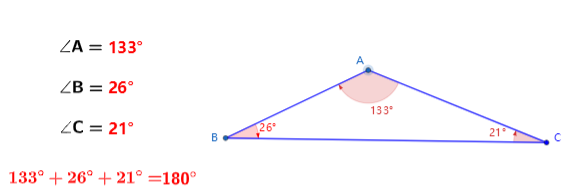 ∠A = 133°
∠B = 26°
∠C = 21°
133° + 26° + 21° =180°
A
133°
B
26°
21°
C